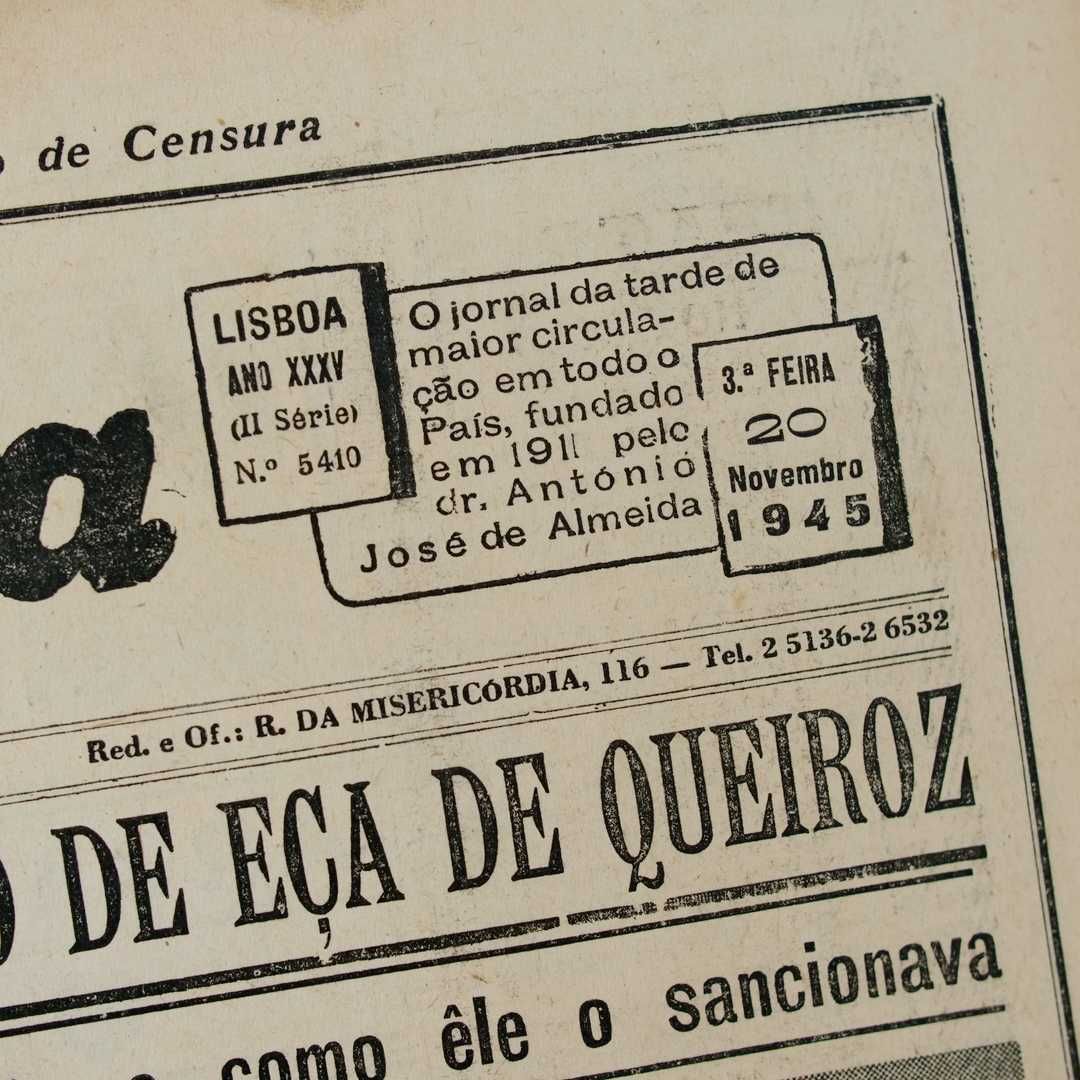 de Censura
a
LISBOA
ANO XXXV
(II Série)
N.º 5410
O jornal da tarde de
maior circula-
ção em todo o
País, fundado
em 1911 pelo
dr. António
José de Almeida
3.ª FEIRA
20
Novembro
1945
Red. e Of.: R. DA MISERICÓRDIA, 116 — Tel. 2 5136-2 6532
DE EÇA DE QUEIROZ
como êle o sancionava